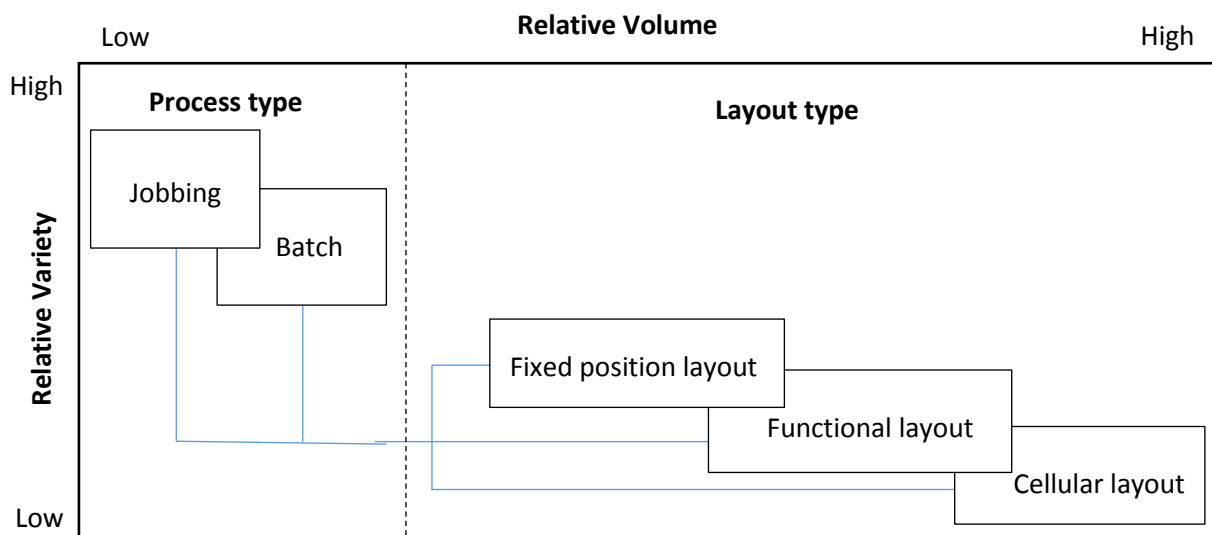 Relative Volume
Low
High
High
Process type
Layout type
Jobbing
Batch
Relative Variety
Fixed position layout
Functional layout
Cellular layout
Low